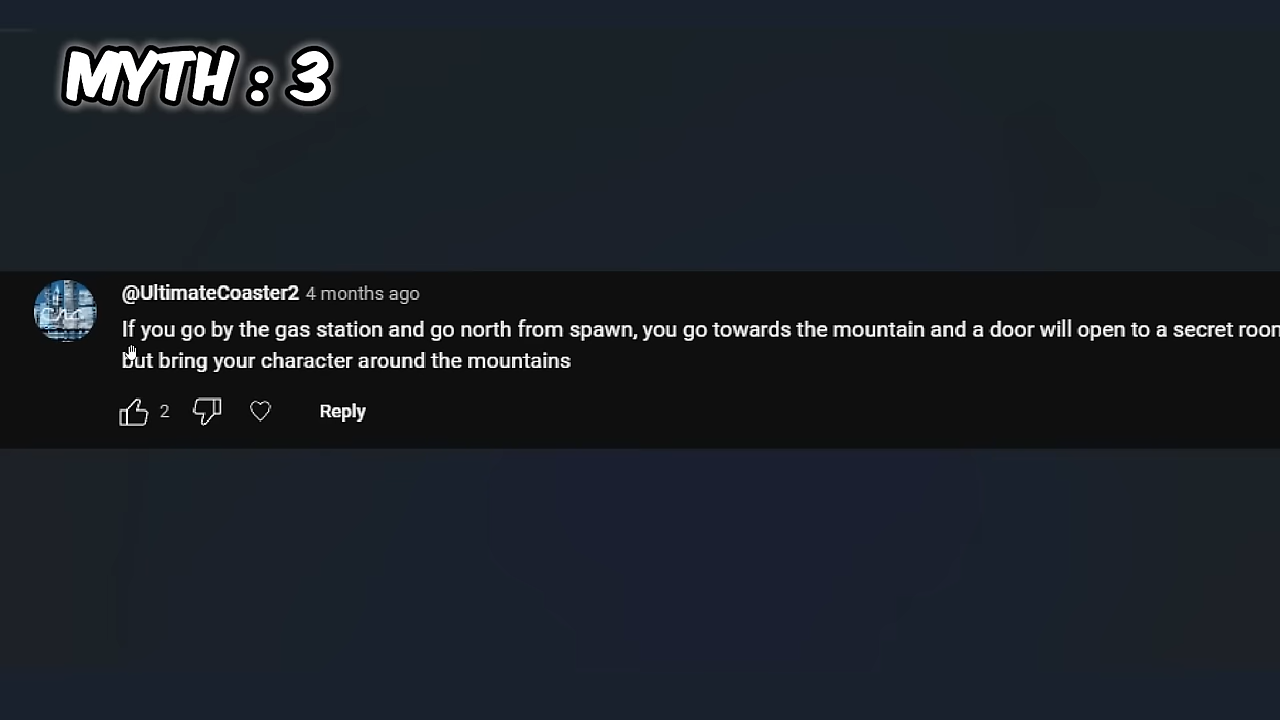 MYTH : 3
@UltimateCoaster2 4 months ago
If you go by the gas station and go north from spawn, you go towards the mountain and a door will open to a secret
but bring your character around the mountains
2 Reply